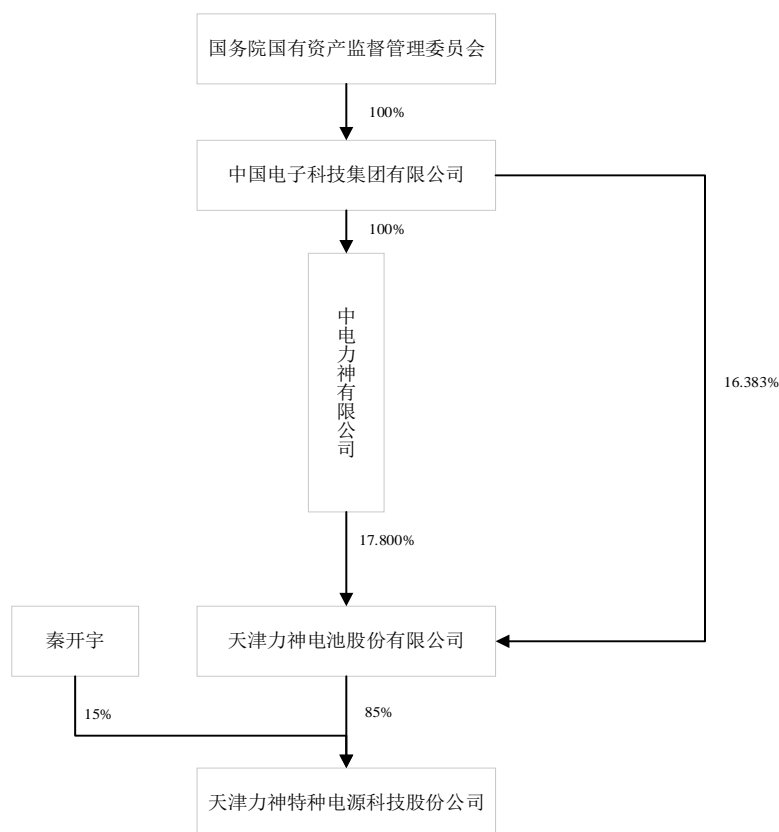 国务院国有资产监督管理委员会
100%
中国电子科技集团有限公司
100%
中电力神有限公司
16.383%
17.800%
秦开宇
天津力神电池股份有限公司
15%
85%
天津力神特种电源科技股份公司